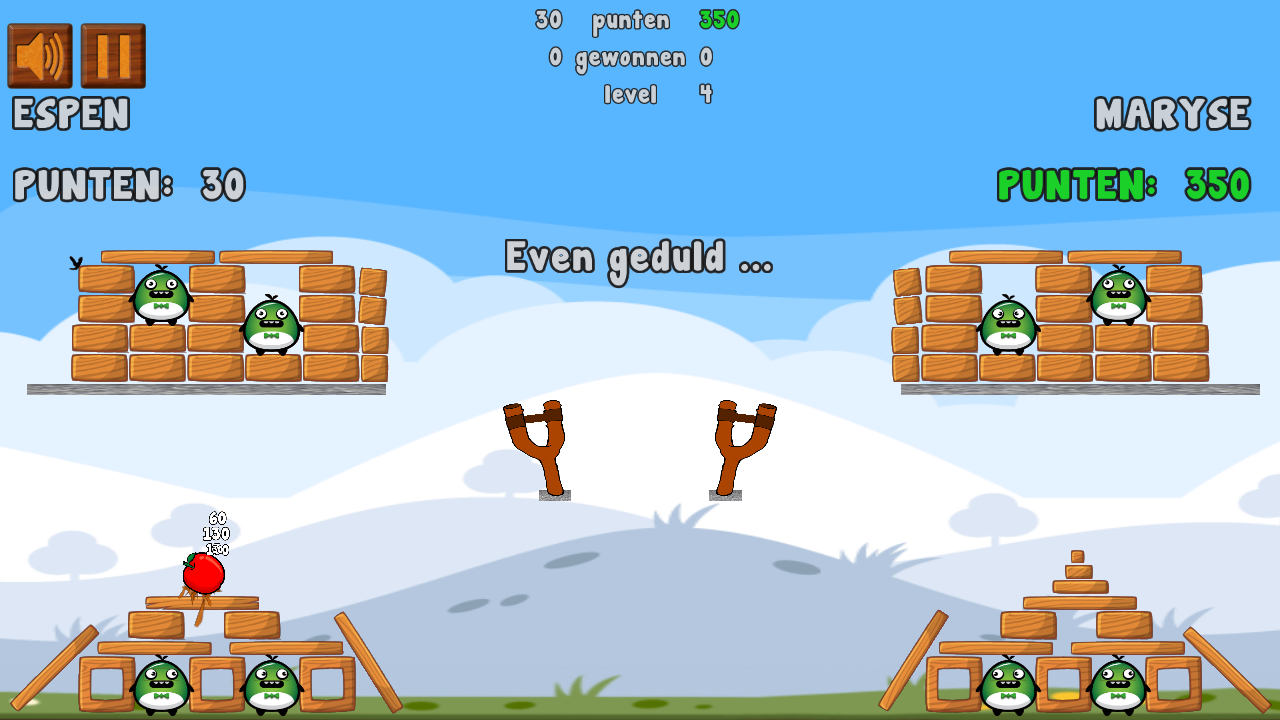 30 punten 350
0 gewonnen 0
level 4
ESPEN
MARYSE
PUNTEN: 30
PUNTEN: 350
Even geduld ...
60
130